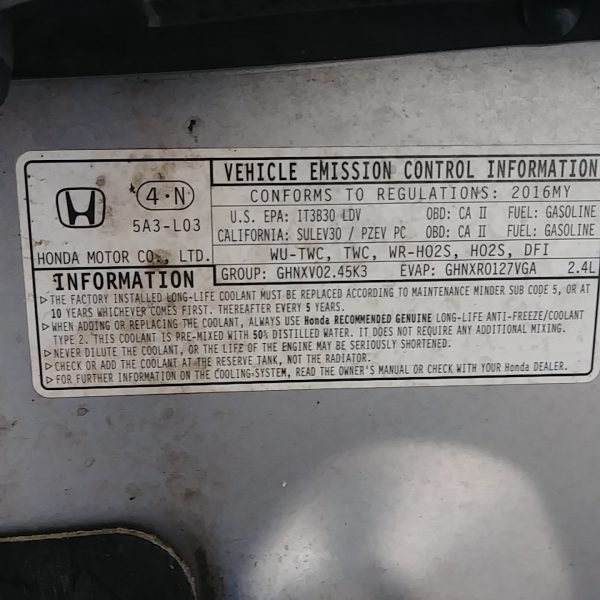 VEHICLE EMISSION CONTROL INFORMATION
4·N
5A3-L03
HONDA MOTOR CO., LTD.
CONFORMS TO REGULATIONS: 2016MY
U.S. EPA: 1T3B30 LDV OBD: CA II FUEL: GASOLINE
CALIFORNIA: SULEV30 / PZEV PC OBD: CA II FUEL: GASOLINE
WU-TWC, TWC, WR-HO2S, HO2S, DFI
GROUP: GHNXV02.45K3 EVAP: GHNXR0127VGA 2.4L
INFORMATION
▷THE FACTORY INSTALLED LONG-LIFE COOLANT MUST BE REPLACED ACCORDING TO MAINTENANCE MINDER SUB CODE 5, OR AT
10 YEARS WHICHEVER COMES FIRST. THEREAFTER EVERY 5 YEARS.
▷WHEN ADDING OR REPLACING THE COOLANT, ALWAYS USE Honda RECOMMENDED GENUINE LONG-LIFE ANTI-FREEZE/COOLANT
TYPE 2. THIS COOLANT IS PRE-MIXED WITH 50% DISTILLED WATER. IT DOES NOT REQUIRE ANY ADDITIONAL MIXING.
▷NEVER DILUTE THE COOLANT, OR THE LIFE OF THE ENGINE MAY BE SERIOUSLY SHORTENED.
▷CHECK OR ADD THE COOLANT AT THE RESERVE TANK, NOT THE RADIATOR.
▷FOR FURTHER INFORMATION ON THE COOLING-SYSTEM, READ THE OWNER'S MANUAL OR CHECK WITH YOUR Honda DEALER.